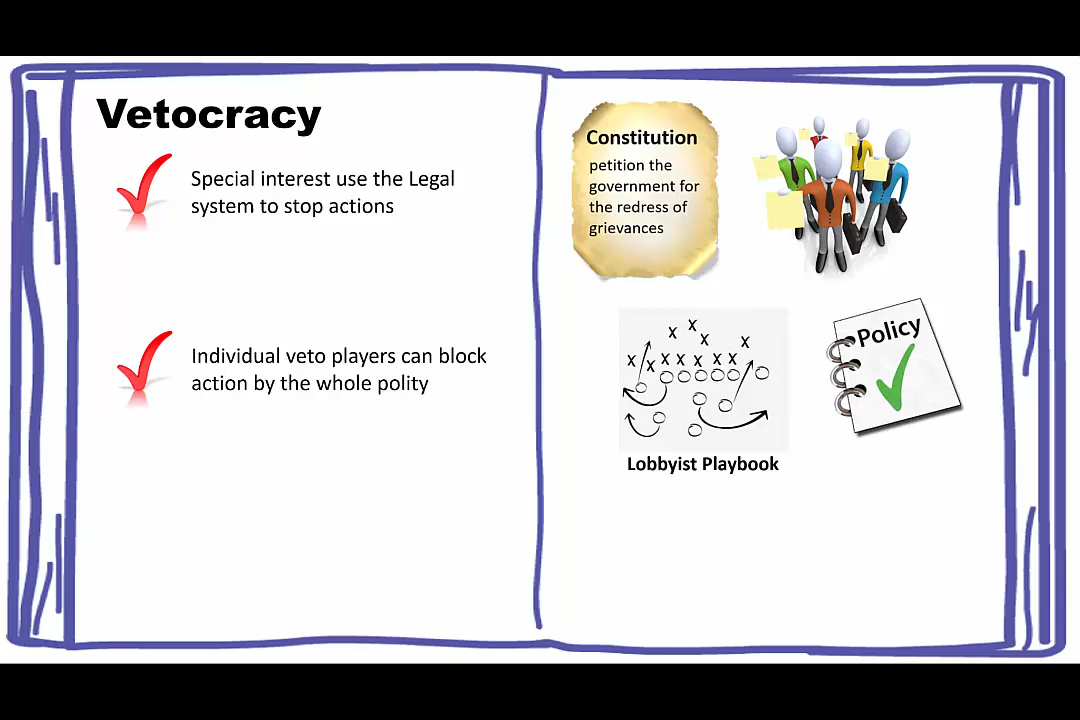 Vetocracy
Special interest use the Legal
system to stop actions
Individual veto players can block
action by the whole polity
Constitution
petition the
government for
the redress of
grievances
Policy
Lobbyist Playbook